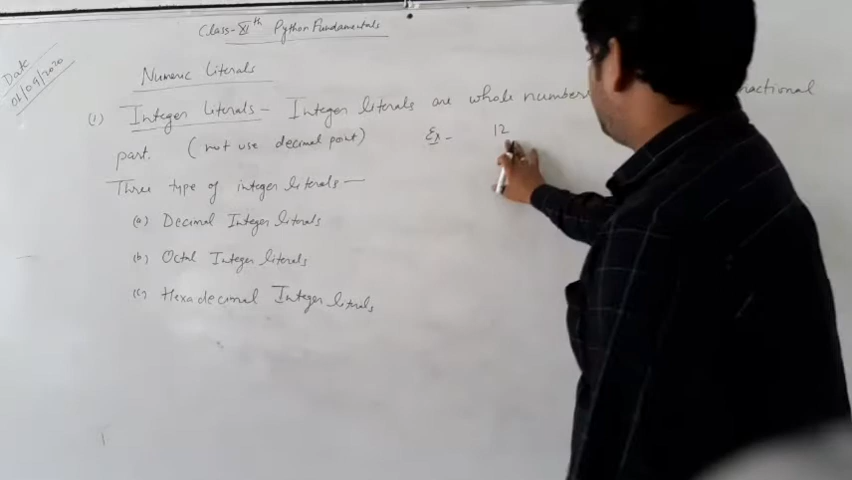 Class-XIth Python Fundamentals
Date
01/09/2020
Numeric Literals
(i) Integer literals - Integer literals are whole numbers fractional
part. (not use decimal point) Ex - 12
Three type of integer literals —
(a) Decimal Integer literals
(b) Octal Integer literals
(c) Hexadecimal Integer literals